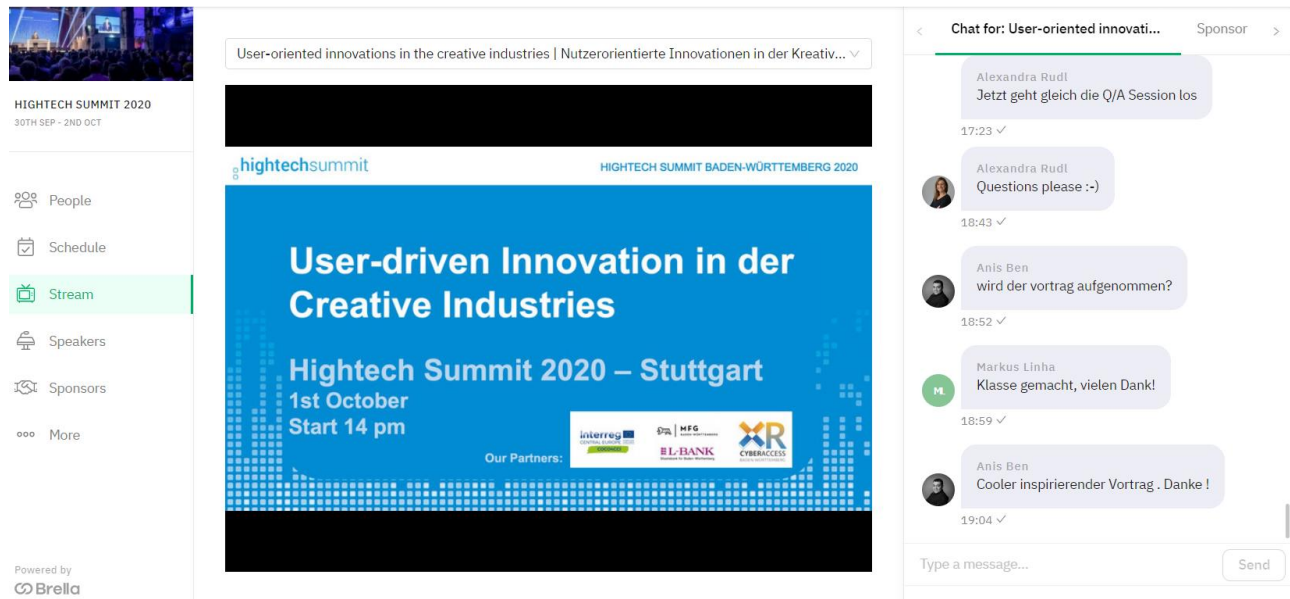 HIGHTECH SUMMIT 2020
30TH SEP - 2ND OCT
People
Schedule
Stream
Speakers
Sponsors
More
Powered by
Brella
User-oriented innovations in the creative industries | Nutzerorientierte Innovationen in der Kreativ...
hightechsummit
HIGHTECH SUMMIT BADEN-WÜRTTEMBERG 2020
User-driven Innovation in der
Creative Industries
Hightech Summit 2020 – Stuttgart
1st October
Start 14 pm
Our Partners:
Interreg
CENTRAL EUROPE
MFG
BADEN-WÜRTTEMBERG
L-BANK
XR
CYBERACCESS
Chat for: User-oriented innovati...
Sponsor
Alexandra Rudl
Jetzt geht gleich die Q/A Session los
17:23
Alexandra Rudl
Questions please :-)
18:43
Anis Ben
wird der vortrag aufgenommen?
18:52
ML
Markus Linha
Klasse gemacht, vielen Dank!
18:59
Anis Ben
Cooler inspirierender Vortrag . Danke !
19:04
Type a message...
Send